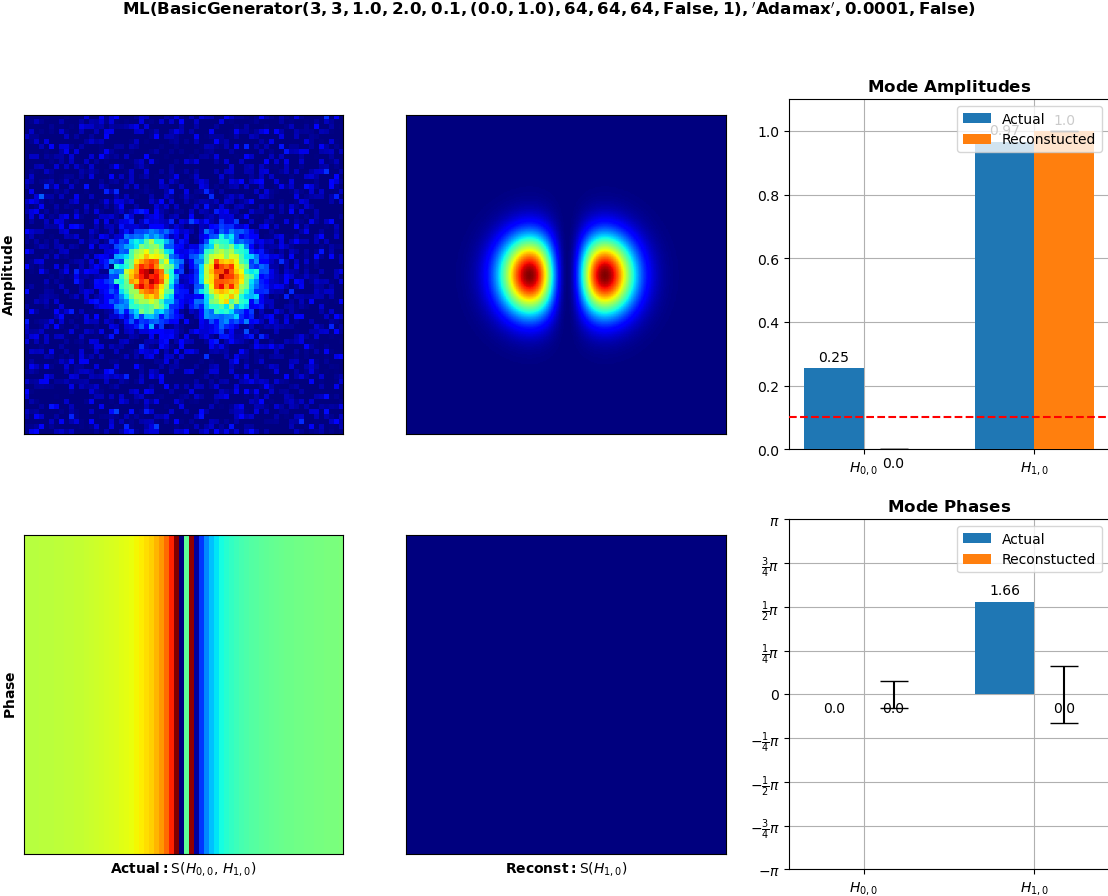 ML(BasicGenerator(3, 3, 1.0, 2.0, 0.1, (0.0, 1.0), 64, 64, 64, False, 1), ′Adamax′, 0.0001, False)
Amplitude
Mode Amplitudes
Actual
Reconstucted
1.0
0.8
0.6
0.4
0.2
0.0
0.25
0.0
0.97
1.0
H0, 0
H1, 0
Phase
Actual: S(H0, 0, H1, 0)
Reconst: S(H1, 0)
Mode Phases
Actual
Reconstucted
π
3/4π
1/2π
1/4π
0
−1/4π
−1/2π
−3/4π
−π
0.0
0.0
1.66
0.0
H0, 0
H1, 0